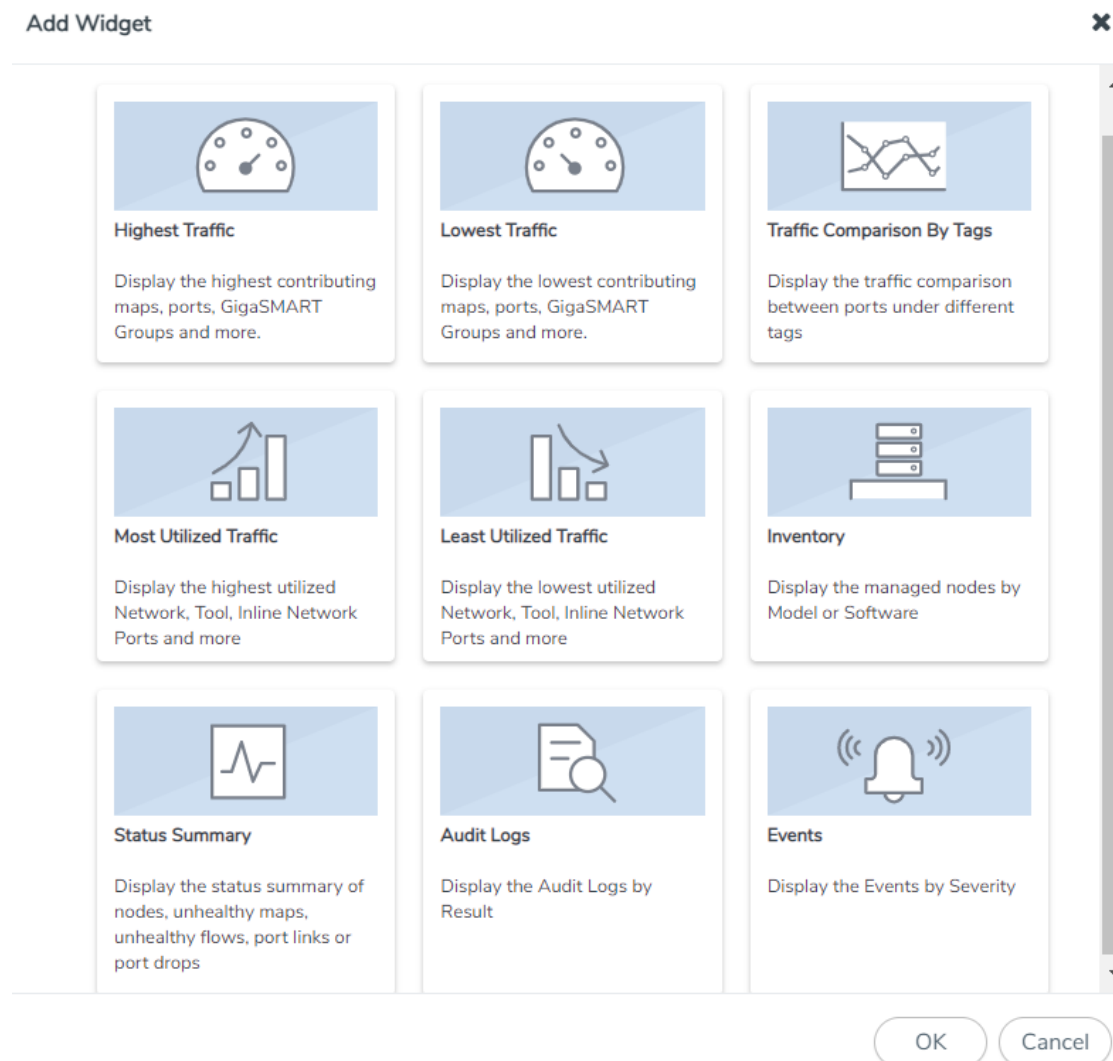 Add Widget
Highest Traffic
Display the highest contributing
maps, ports, GigaSMART
Groups and more.
Lowest Traffic
Display the lowest contributing
maps, ports, GigaSMART
Groups and more.
Traffic Comparison By Tags
Display the traffic comparison
between ports under different
tags
Most Utilized Traffic
Display the highest utilized
Network, Tool, Inline Network
Ports and more
Least Utilized Traffic
Display the lowest utilized
Network, Tool, Inline Network
Ports and more
Inventory
Display the managed nodes by
Model or Software
Status Summary
Display the status summary of
nodes, unhealthy maps,
unhealthy flows, port links or
port drops
Audit Logs
Display the Audit Logs by
Result
Events
Display the Events by Severity
OK
Cancel